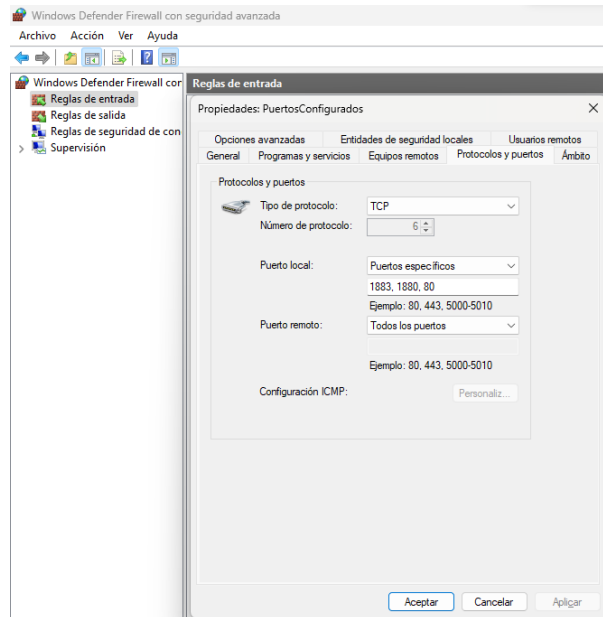 Windows Defender Firewall con seguridad avanzada
Archivo Acción Ver Ayuda
Windows Defender Firewall cor
Reglas de entrada
Reglas de salida
Reglas de seguridad de con
Supervisión
Reglas de entrada
Propiedades: PuertosConfigurados
Opciones avanzadas Entidades de seguridad locales Usuarios remotos
General Programas y servicios Equipos remotos Protocolos y puertos Ámbito
Protocolos y puertos
Tipo de protocolo: TCP
Número de protocolo: 6
Puerto local: Puertos específicos
1883, 1880, 80
Ejemplo: 80, 443, 5000-5010
Puerto remoto: Todos los puertos
Ejemplo: 80, 443, 5000-5010
Configuración ICMP: Personaliz...
Aceptar Cancelar Aplicar